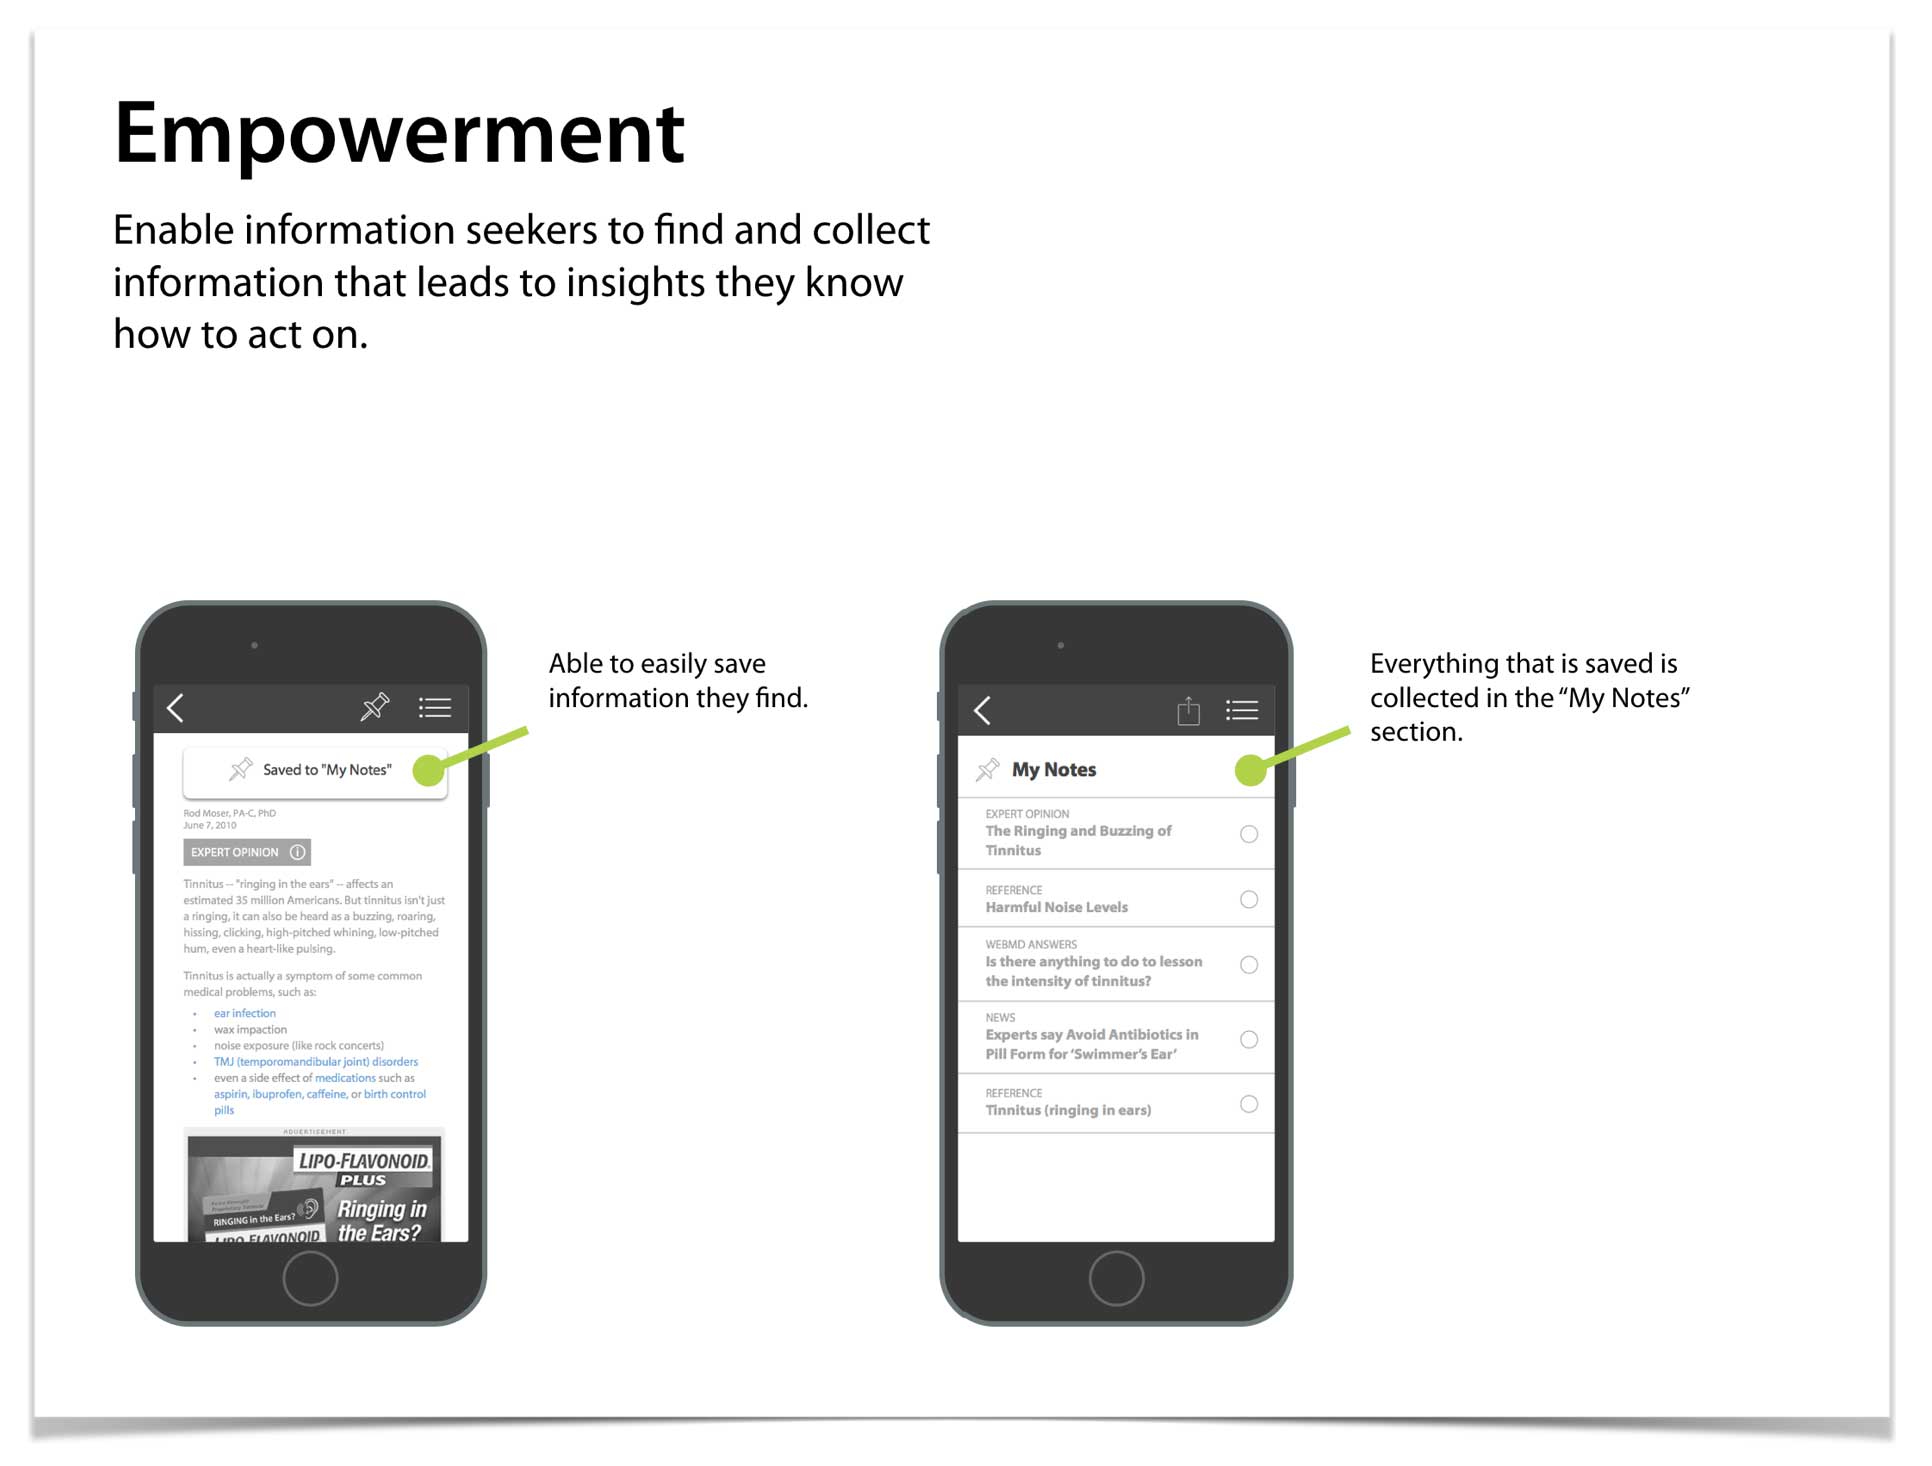 Empowerment
Enable information seekers to find and collect
information that leads to insights they know
how to act on.
Able to easily save
information they find.
Saved to "My Notes"
Rod Moser, PA-C, PhD
June 7, 2010
EXPERT OPINION
Tinnitus -- "ringing in the ears" -- affects an
estimated 35 million Americans. But tinnitus isn't just
a ringing, it can also be heard as a buzzing, roaring,
hissing, clicking, high-pitched whining, low-pitched
hum, even a heart-like pulsing.
Tinnitus is actually a symptom of some common
medical problems, such as:
• ear infection
• wax impaction
• noise exposure (like rock concerts)
• TMJ (temporomandibular joint) disorders
• even a side effect of medications such as
aspirin, ibuprofen, caffeine, or birth control
pills
ADVERTISEMENT
LIPO-FLAVONOID
PLUS
Ringing in
the Ears?
RINGING in the Ears?
LIPO-FLAVONOID
Everything that is saved is
collected in the “My Notes”
section.
My Notes
EXPERT OPINION
The Ringing and Buzzing of
Tinnitus
REFERENCE
Harmful Noise Levels
WEBMD ANSWERS
Is there anything to do to lesson
the intensity of tinnitus?
NEWS
Experts say Avoid Antibiotics in
Pill Form for ‘Swimmer’s Ear’
REFERENCE
Tinnitus (ringing in ears)